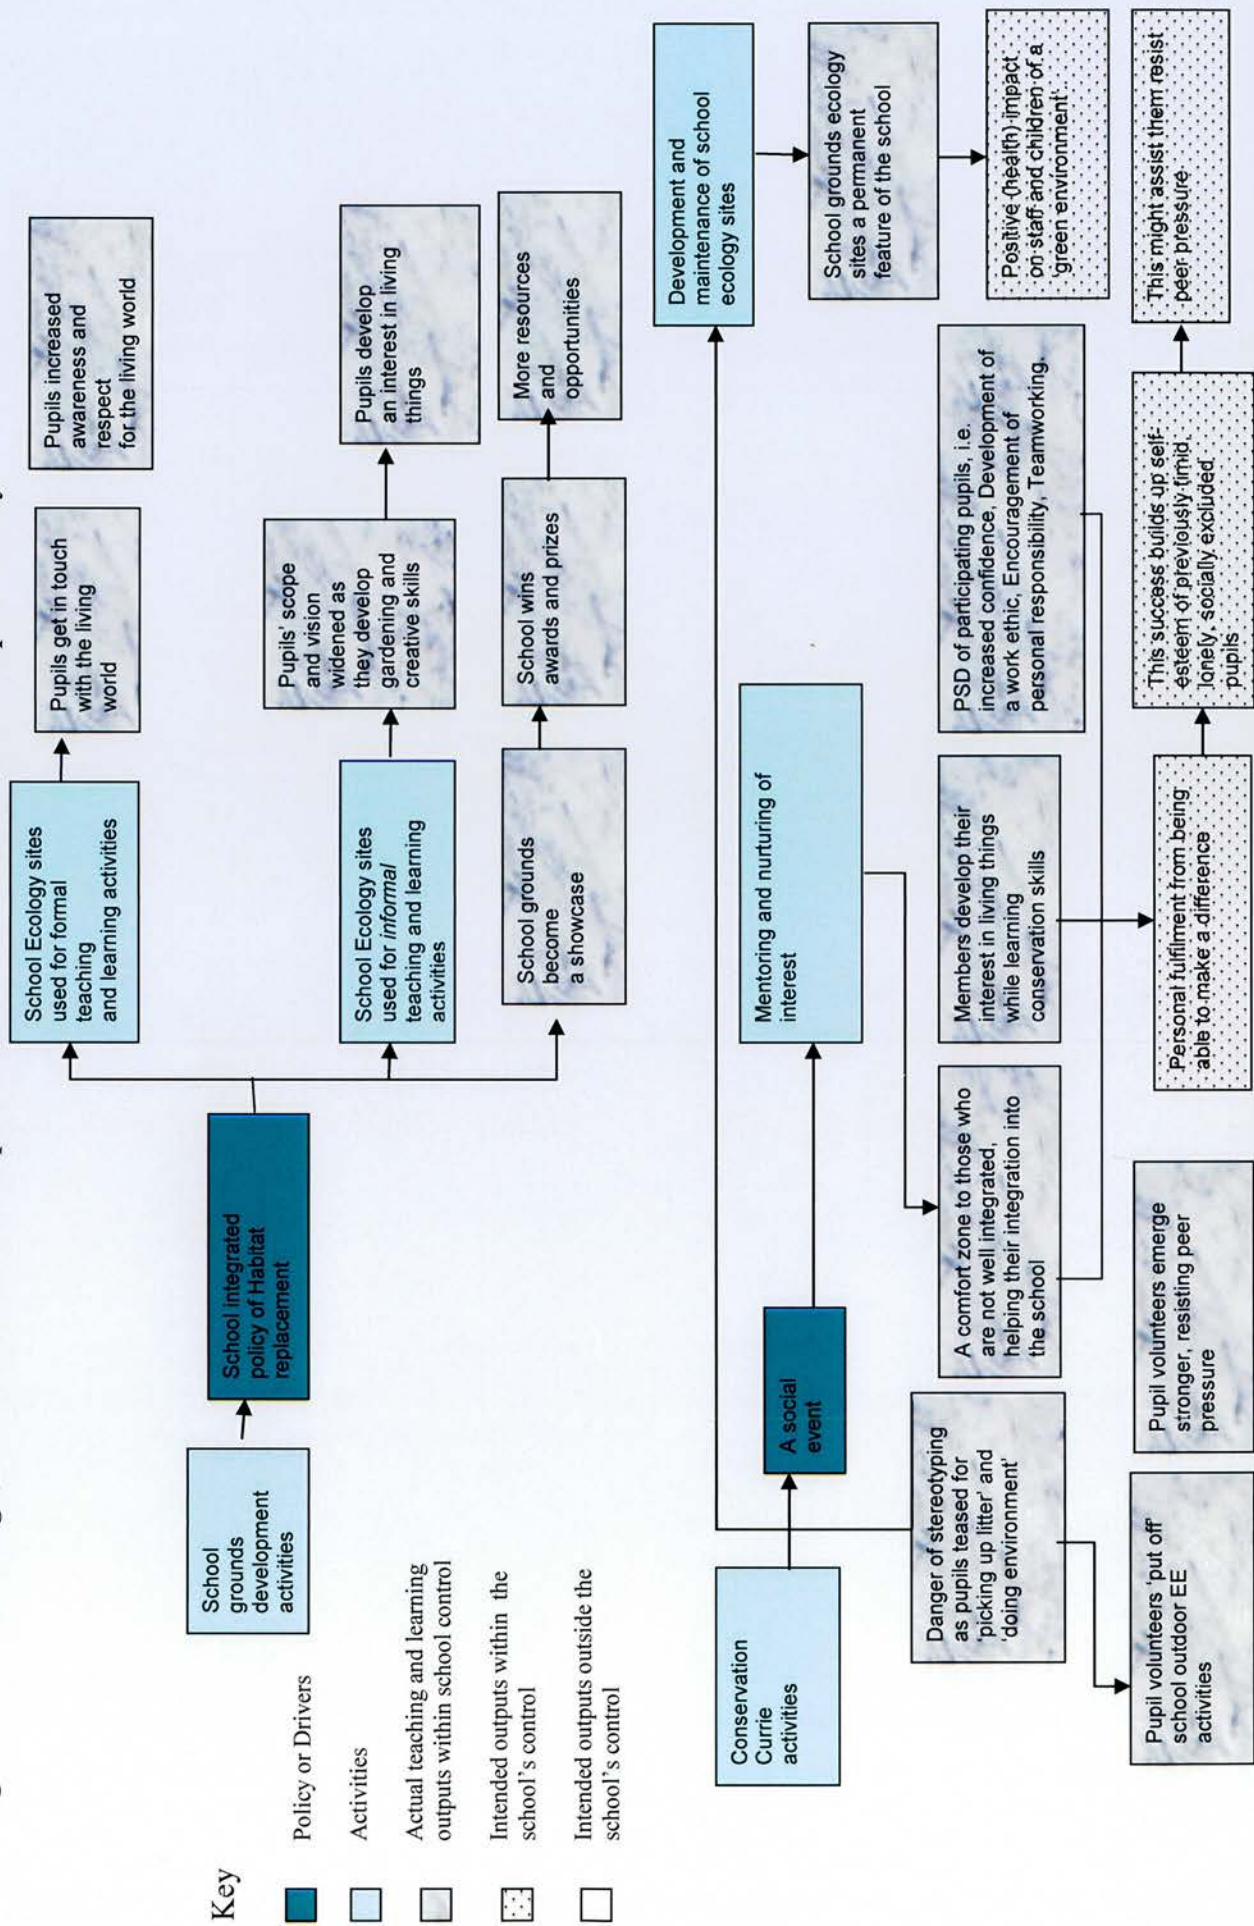 Key
Policy or Drivers
Activities
Actual teaching and learning
outputs within school control
Intended outputs within the
school's control
Intended outputs outside the
school's control
School
grounds
development
activities
School integrated
policy of Habitat
replacement
School Ecology sites
used for formal
teaching
and learning activities
Pupils get in touch
with the living
world
Pupils increased
awareness and
respect
for the living world
School Ecology sites
used for informal
teaching and learning
activities
Pupils' scope
and vision
widened as
they develop
gardening and
creative skills
Pupils develop
an interest in living
things
School grounds
become
a showcase
School wins
awards and prizes
More resources
and
opportunities
Conservation
Currie
activities
A social
event
Mentoring and nurturing of
interest
Development and
maintenance of school
ecology sites
School grounds ecology
sites a permanent
feature of the school
Positive (health) impact
on staff and children of a
'green environment'
Danger of stereotyping
as pupils teased for
'picking up litter' and
'doing environment'
A comfort zone to those who
are not well integrated,
helping their integration into
the school
Members develop their
interest in living things
while learning
conservation skills
PSD of participating pupils, i.e.
increased confidence, Development of
a work ethic, Encouragement of
personal responsibility, Teamworking.
Pupil volunteers 'put off'
school outdoor EE
activities
Pupil volunteers emerge
stronger, resisting peer
pressure
Personal fulfilment from being
able to make a difference
This success builds up self-
esteem of previously timid,
lonely, socially excluded
pupils
This might assist them resist
peer pressure